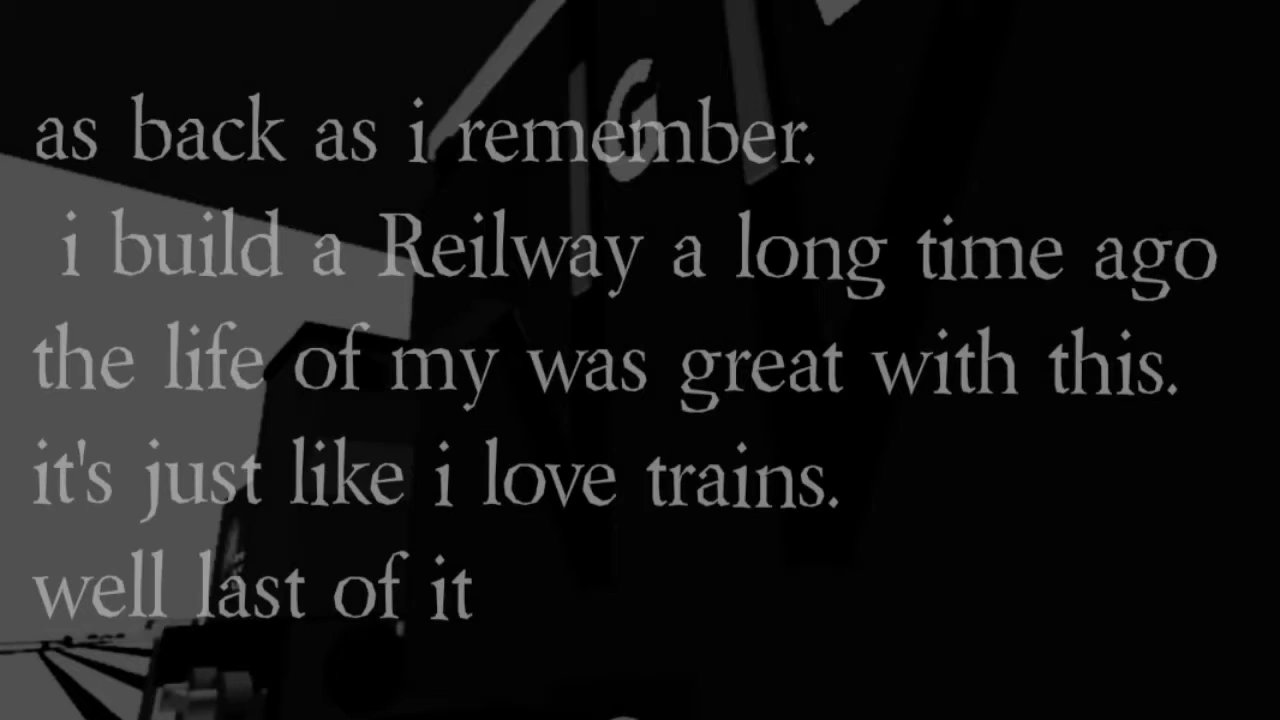 G
as back as i remember.
i build a Reilway a long time ago
the life of my was great with this.
it's just like i love trains.
well last of it